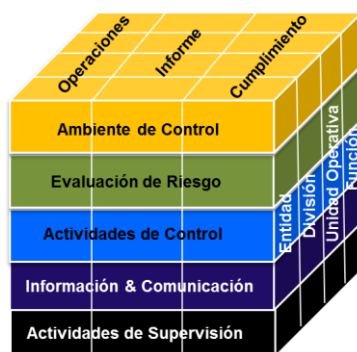 Operaciones
Informe
Cumplimiento
Ambiente de Control
Evaluación de Riesgo
Actividades de Control
Información & Comunicación
Actividades de Supervisión
Entidad
División
Unidad Operativa
Función